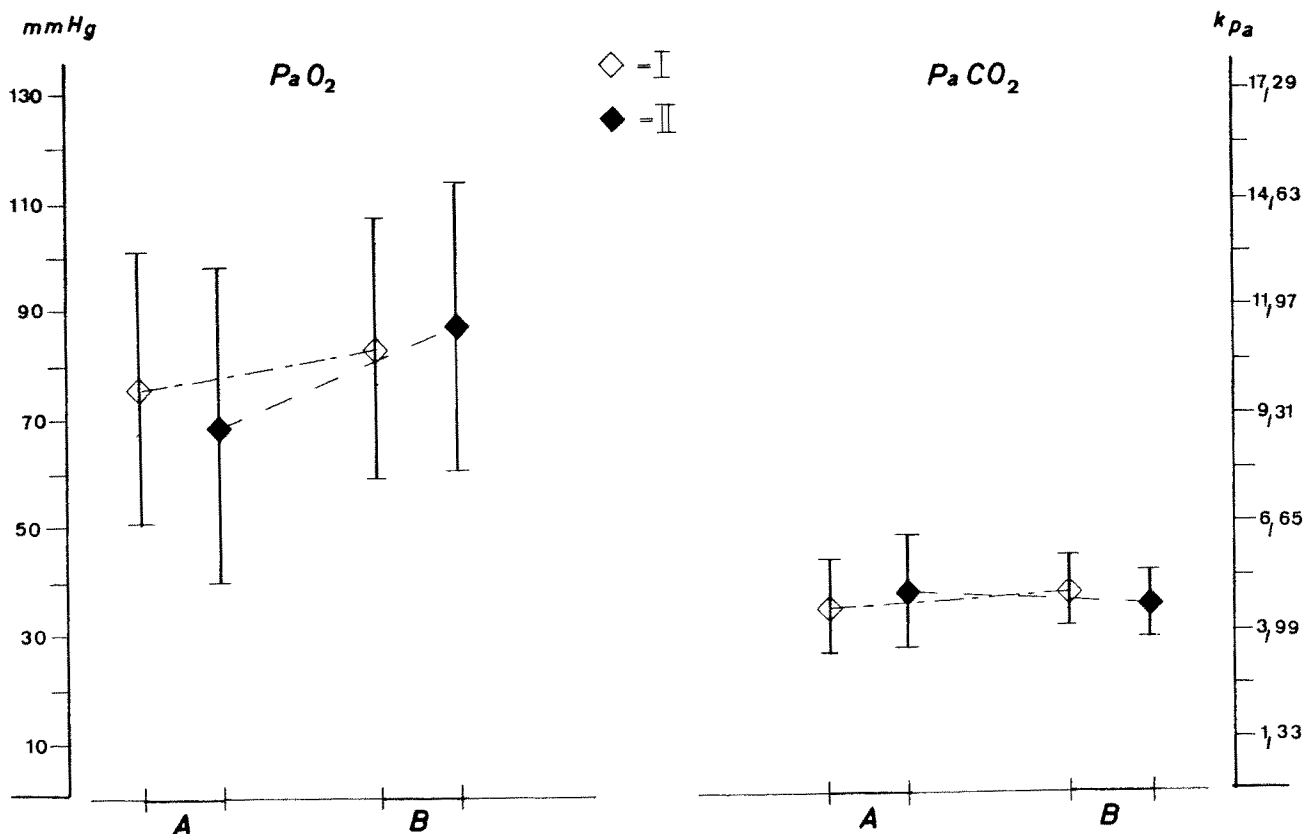 mmHg
130
110
90
70
50
30
10
PaO2
A
B
◇ =I
◆ =II
PaCO2
A
B
kpa
17,29
14,63
11,97
9,31
6,65
3,99
1,33